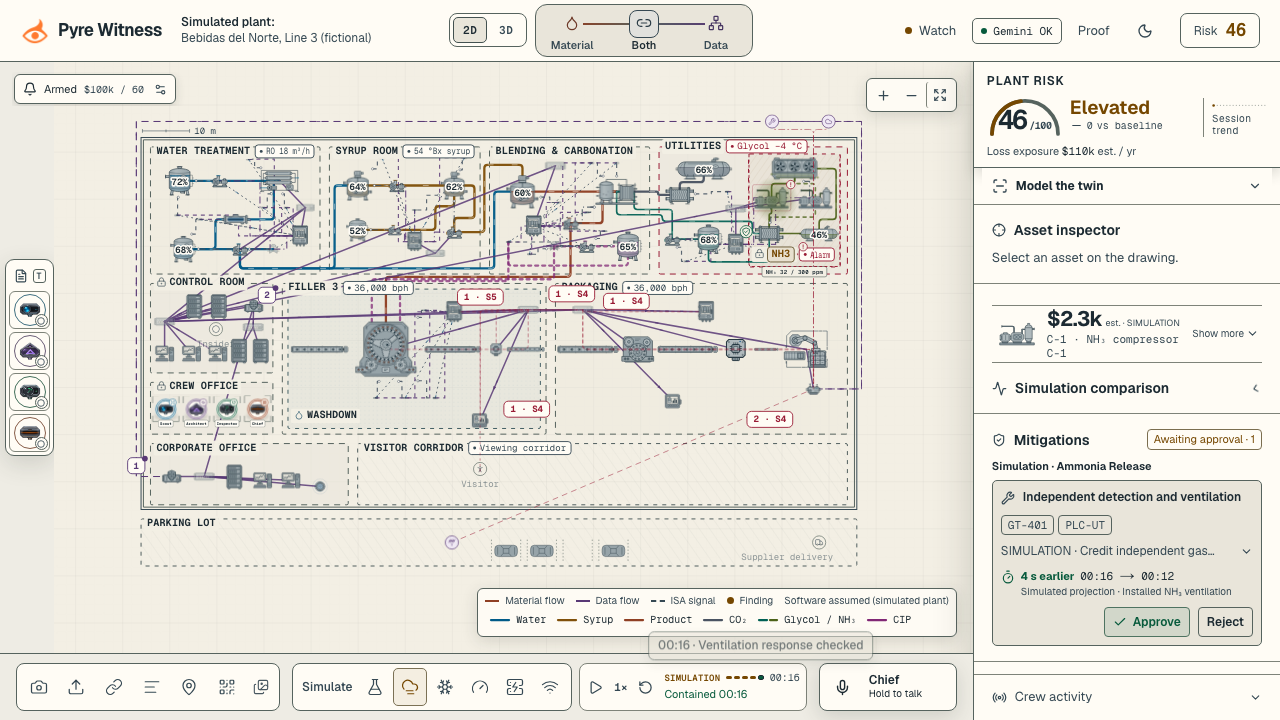 Pyre Witness
Simulated plant:
Bebidas del Norte, Line 3 (fictional)
2D
3D
Material
Both
Data
Watch
Gemini OK
Proof
Risk 46
Armed $100k / 60
10 m
WATER TREATMENT
RO 18 m³/h
SYRUP ROOM
54 °Bx syrup
BLENDING & CARBONATION
UTILITIES
Glycol −4 °C
72%
64%
62%
60%
66%
52%
68%
65%
68%
46%
NH3
Alarm
NH₃ 32 / 300 ppm
CONTROL ROOM
2
FILLER 3
36,000 bph
1 · S5
PACKAGING
1 · S4
36,000 bph
1 · S4
Inside
CREW OFFICE
Scout
Architect
Inspector
Chief
WASHDOWN
1 · S4
2 · S4
CORPORATE OFFICE
1
VISITOR CORRIDOR
Viewing corridor
Visitor
PARKING LOT
Supplier delivery
T
Material flow
Data flow
ISA signal
Finding
Software assumed (simulated plant)
Water
Syrup
Product
CO₂
Glycol / NH₃
CIP
00:16 · Ventilation response checked
Simulate
1×
SIMULATION
00:16
Contained 00:16
Chief
Hold to talk
PLANT RISK
46 /100
Elevated
— 0 vs baseline
Session
trend
Loss exposure $110k est. / yr
Model the twin
Asset inspector
Select an asset on the drawing.
$2.3k est. · SIMULATION
C-1 · NH₃ compressor
C-1
Show more
Simulation comparison
Mitigations
Awaiting approval · 1
Simulation · Ammonia Release
Independent detection and ventilation
GT-401
PLC-UT
SIMULATION · Credit independent gas…
4 s earlier 00:16 → 00:12
Simulated projection · Installed NH₃ ventilation
Approve
Reject
Crew activity